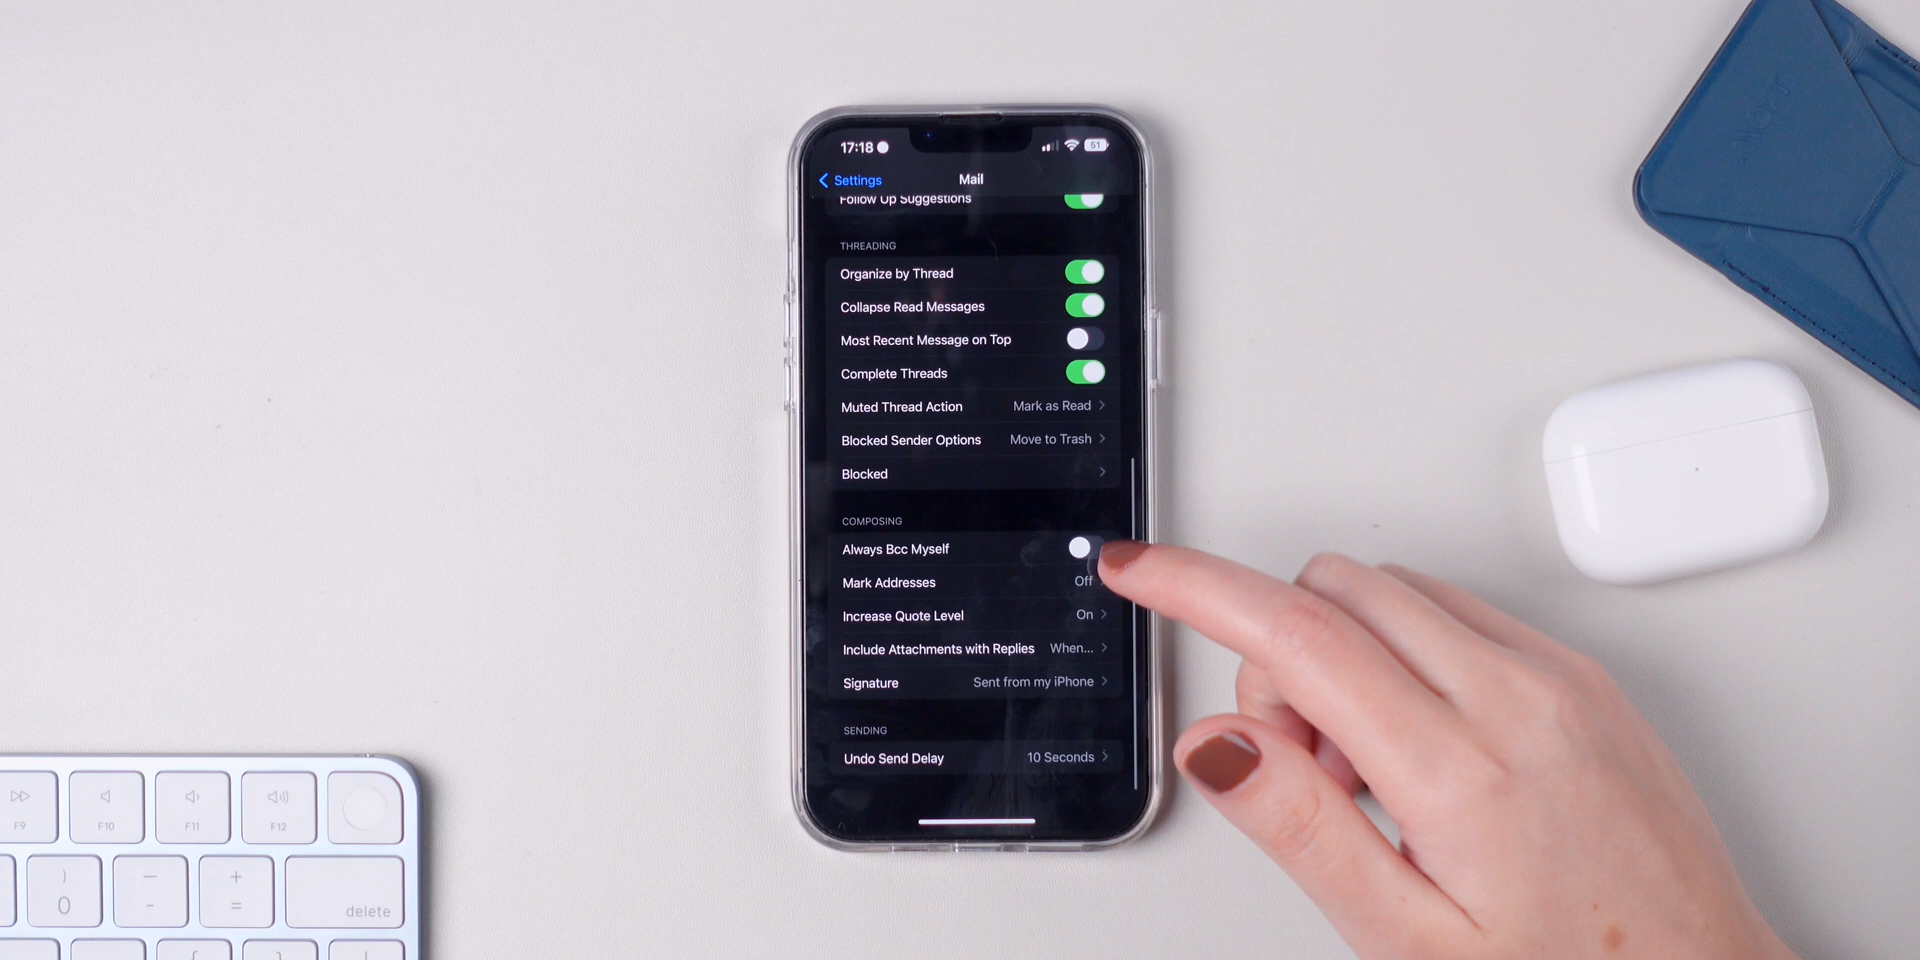 17:18
51
Settings
Mail
Follow Up Suggestions
THREADING
Organize by Thread
Collapse Read Messages
Most Recent Message on Top
Complete Threads
Muted Thread Action Mark as Read
Blocked Sender Options Move to Trash
Blocked
COMPOSING
Always Bcc Myself
Mark Addresses Off
Increase Quote Level On
Include Attachments with Replies When...
Signature Sent from my iPhone
SENDING
Undo Send Delay 10 Seconds
F9 F10 F11 F12
) — +
0 - =
delete
{ }